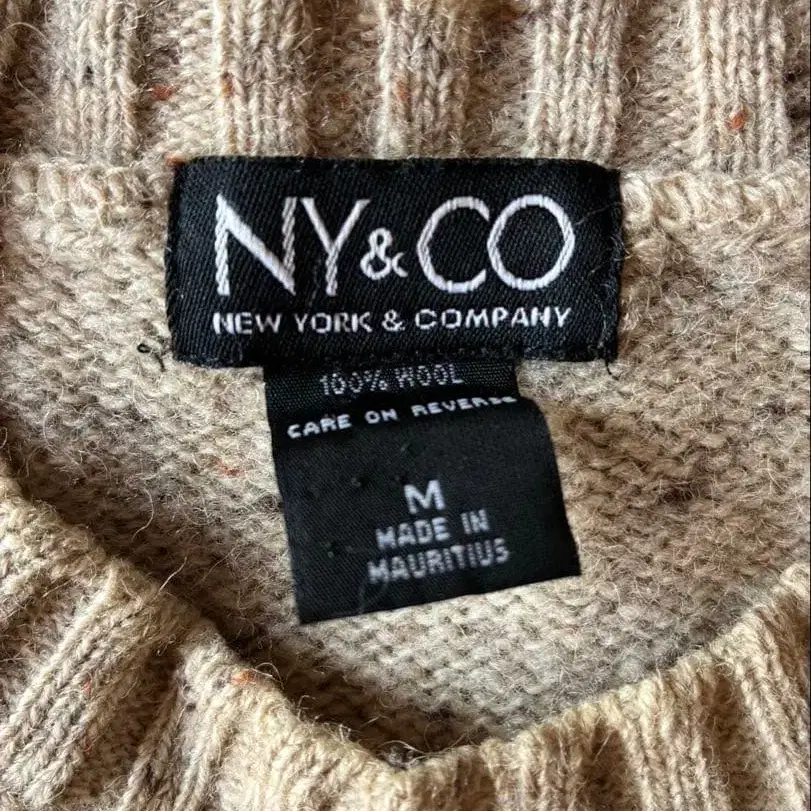 NY&CO
NEW YORK & COMPANY
100% WOOL
CARE ON REVERSE
M
MADE IN
MAURITIUS